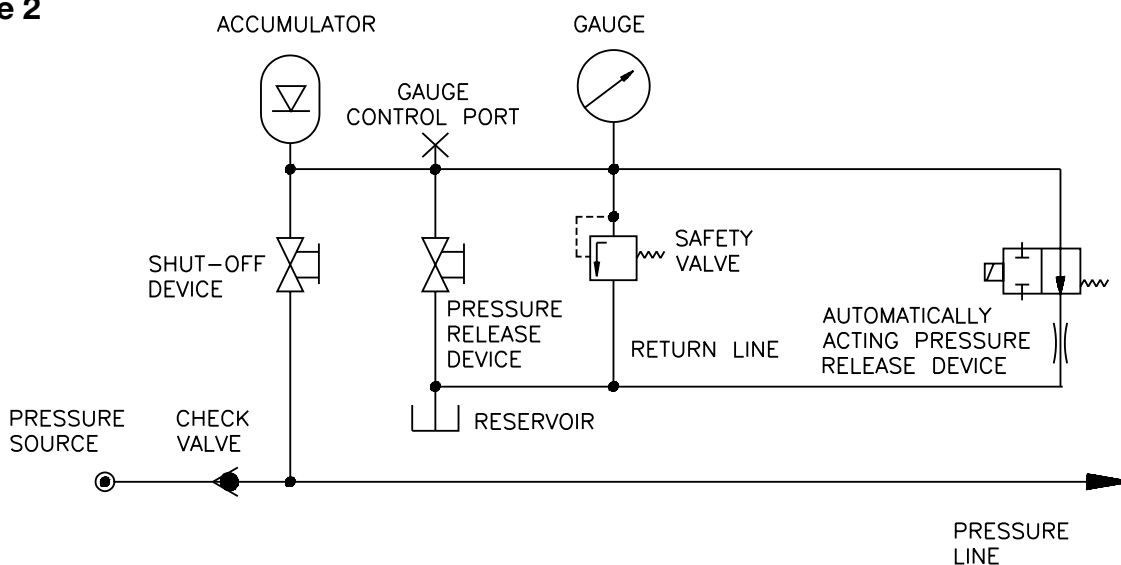 e 2
ACCUMULATOR
GAUGE
GAUGE
CONTROL PORT
SHUT-OFF
DEVICE
SAFETY
VALVE
PRESSURE
RELEASE
DEVICE
RETURN LINE
AUTOMATICALLY
ACTING PRESSURE
RELEASE DEVICE
PRESSURE
SOURCE
CHECK
VALVE
RESERVOIR
PRESSURE
LINE